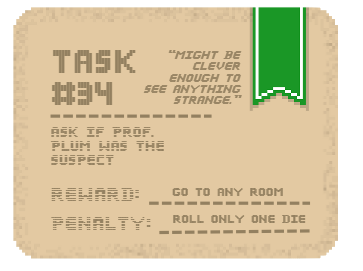 TASK
#34
"MIGHT BE
CLEVER
ENOUGH TO
SEE ANYTHING
STRANGE."
ASK IF PROF.
PLUM WAS THE
SUSPECT
REWARD: GO TO ANY ROOM
PENALTY: ROLL ONLY ONE DIE